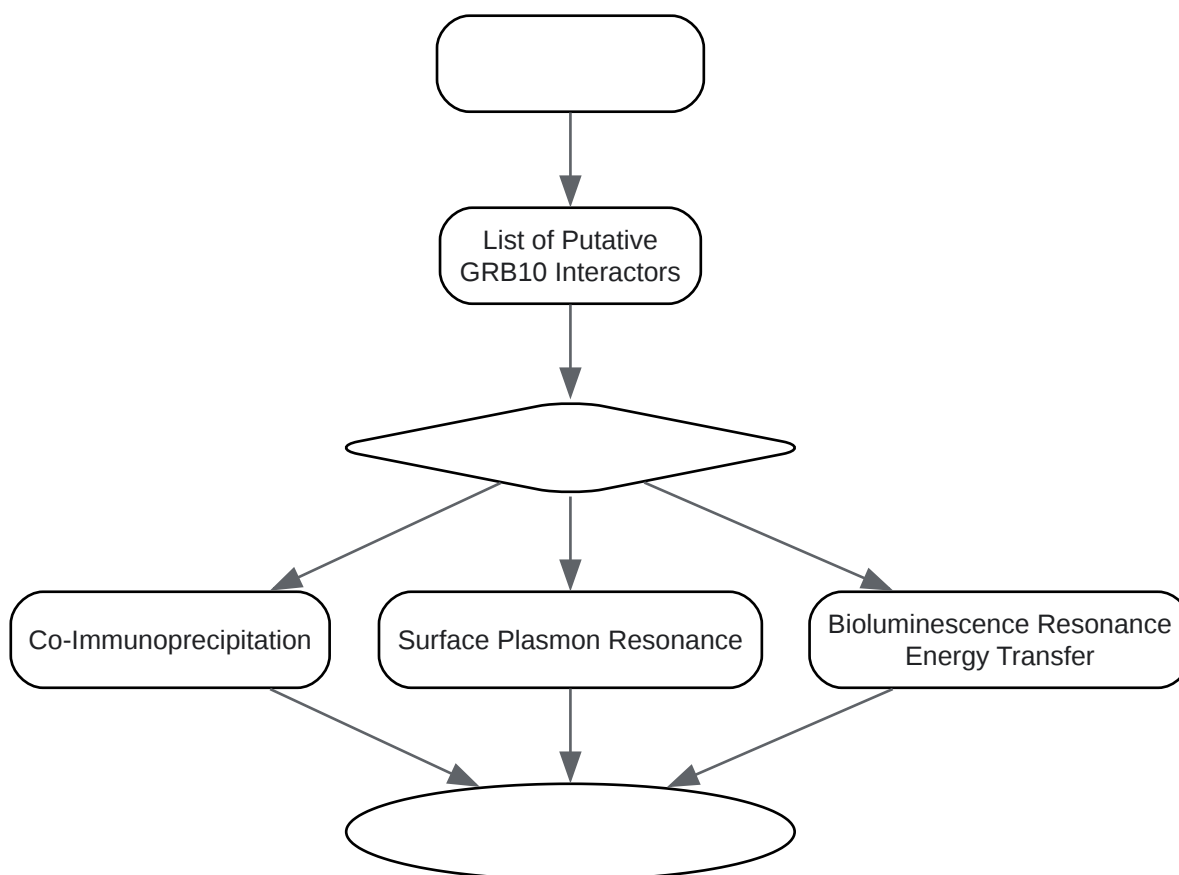 List of Putative
GRB10 Interactors
Co-Immunoprecipitation
Surface Plasmon Resonance
Bioluminescence Resonance
Energy Transfer